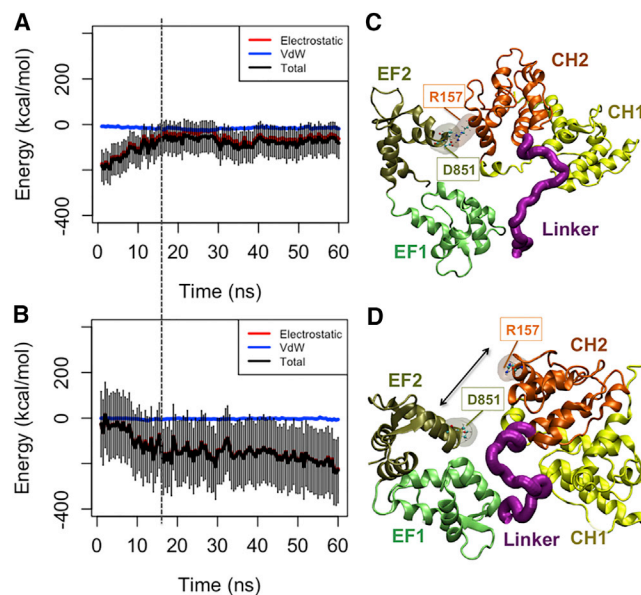 A
Energy (kcal/mol)
200
0
-400
Electrostatic
VdW
Total
0 10 20 30 40 50 60
Time (ns)
B
Energy (kcal/mol)
200
0
-400
Electrostatic
VdW
Total
0 10 20 30 40 50 60
Time (ns)
C
EF2
R157
CH2
CH1
D851
EF1
Linker
D
R157
CH2
EF2
D851
EF1
Linker
CH1